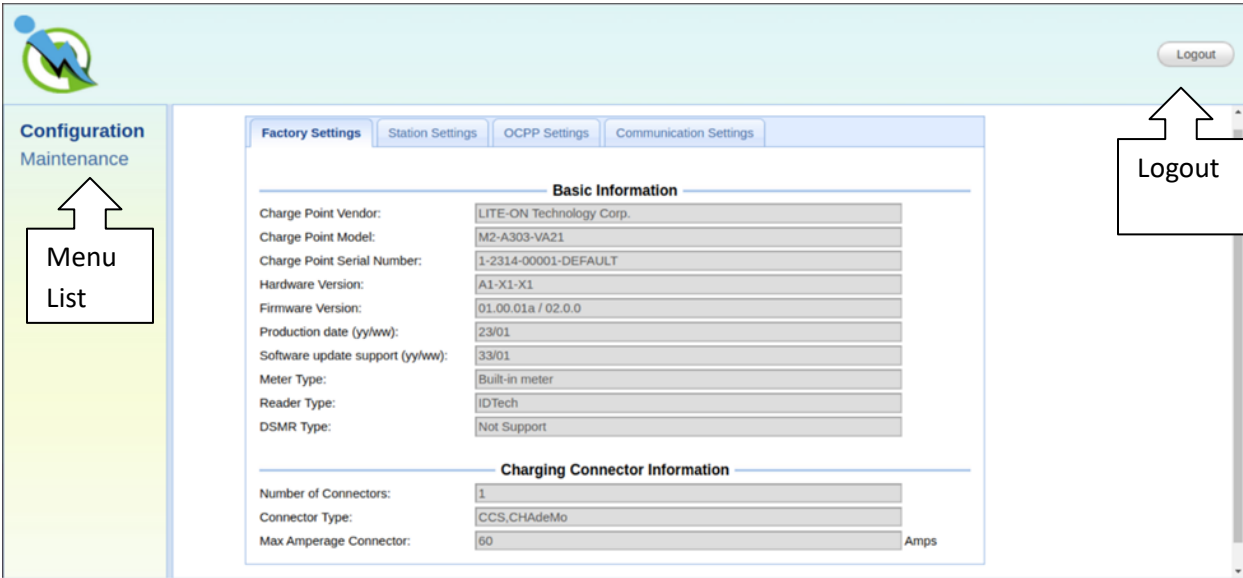 Logout
Logout
Configuration
Maintenance
Menu
List
Factory Settings Station Settings OCPP Settings Communication Settings
Basic Information
Charge Point Vendor: LITE-ON Technology Corp.
Charge Point Model: M2-A303-VA21
Charge Point Serial Number: 1-2314-00001-DEFAULT
Hardware Version: A1-X1-X1
Firmware Version: 01.00.01a / 02.0.0
Production date (yy/ww): 23/01
Software update support (yy/ww): 33/01
Meter Type: Built-in meter
Reader Type: IDTech
DSMR Type: Not Support
Charging Connector Information
Number of Connectors: 1
Connector Type: CCS,CHAdeMo
Max Amperage Connector: 60 Amps